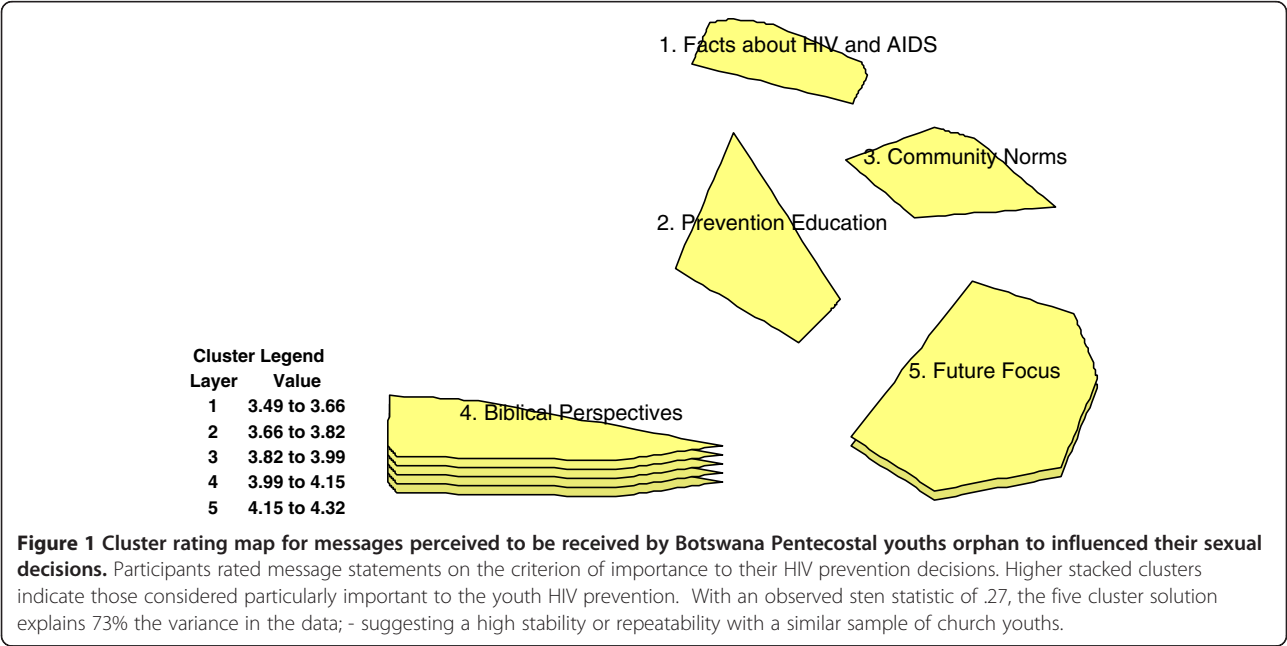 1. Facts about HIV and AIDS
3. Community Norms
2. Prevention Education
5. Future Focus
4. Biblical Perspectives
Cluster Legend
Layer Value
1 3.49 to 3.66
2 3.66 to 3.82
3 3.82 to 3.99
4 3.99 to 4.15
5 4.15 to 4.32
Figure 1 Cluster rating map for messages perceived to be received by Botswana Pentecostal youths orphan to influenced their sexual
decisions. Participants rated message statements on the criterion of importance to their HIV prevention decisions. Higher stacked clusters
indicate those considered particularly important to the youth HIV prevention. With an observed sten statistic of .27, the five cluster solution
explains 73% the variance in the data; - suggesting a high stability or repeatability with a similar sample of church youths.